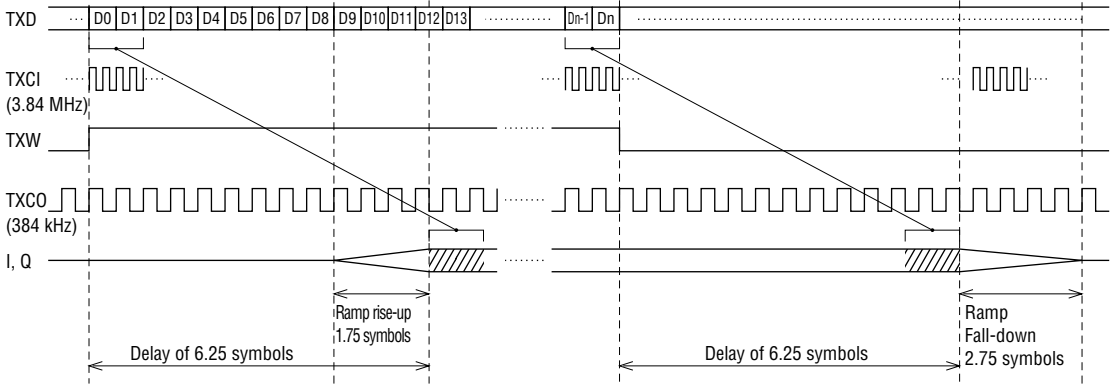 TXD
D0 D1 D2 D3 D4 D5 D6 D7 D8 D9 D10 D11 D12 D13 Dn-1 Dn
TXCI
(3.84 MHz)
TXW
TXCO
(384 kHz)
I, Q
Ramp rise-up
1.75 symbols
Ramp
Fall-down
2.75 symbols
Delay of 6.25 symbols
Delay of 6.25 symbols